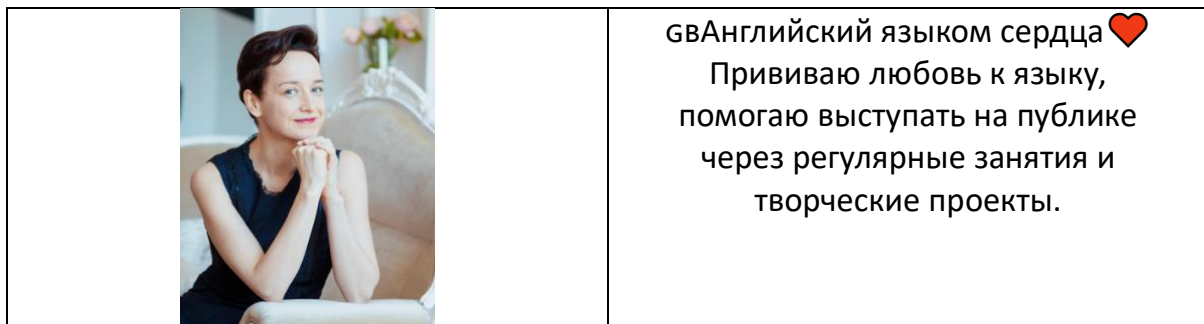 GBАнглийский языком сердца❤️
Прививаю любовь к языку,
помогаю выступать на публике
через регулярные занятия и
творческие проекты.